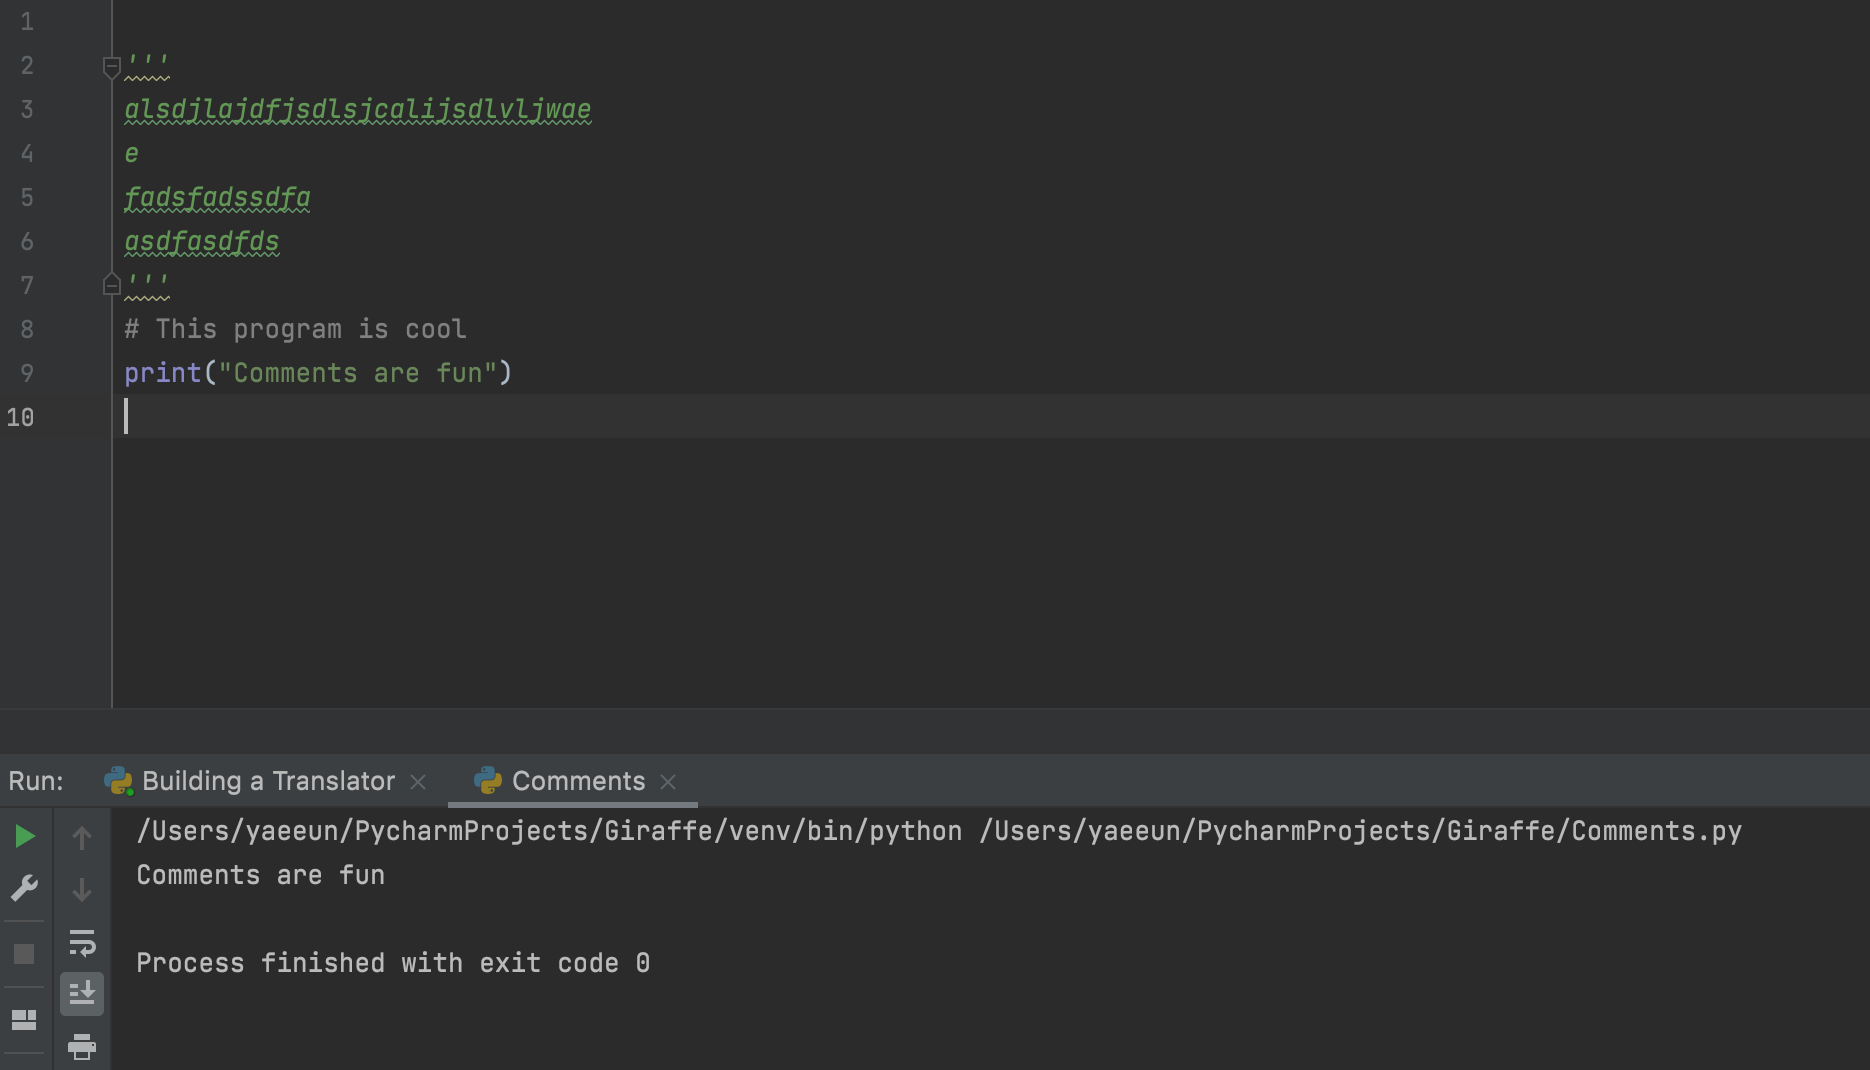 1
2 '''
3 alsdjlajdfjsdlsjcalijsdlvljwae
4 e
5 fadsfadssdfa
6 asdfasdfds
7 '''
8 # This program is cool
9 print("Comments are fun")
10
Run: Building a Translator Comments
/Users/yaeeun/PycharmProjects/Giraffe/venv/bin/python /Users/yaeeun/PycharmProjects/Giraffe/Comments.py
Comments are fun
Process finished with exit code 0